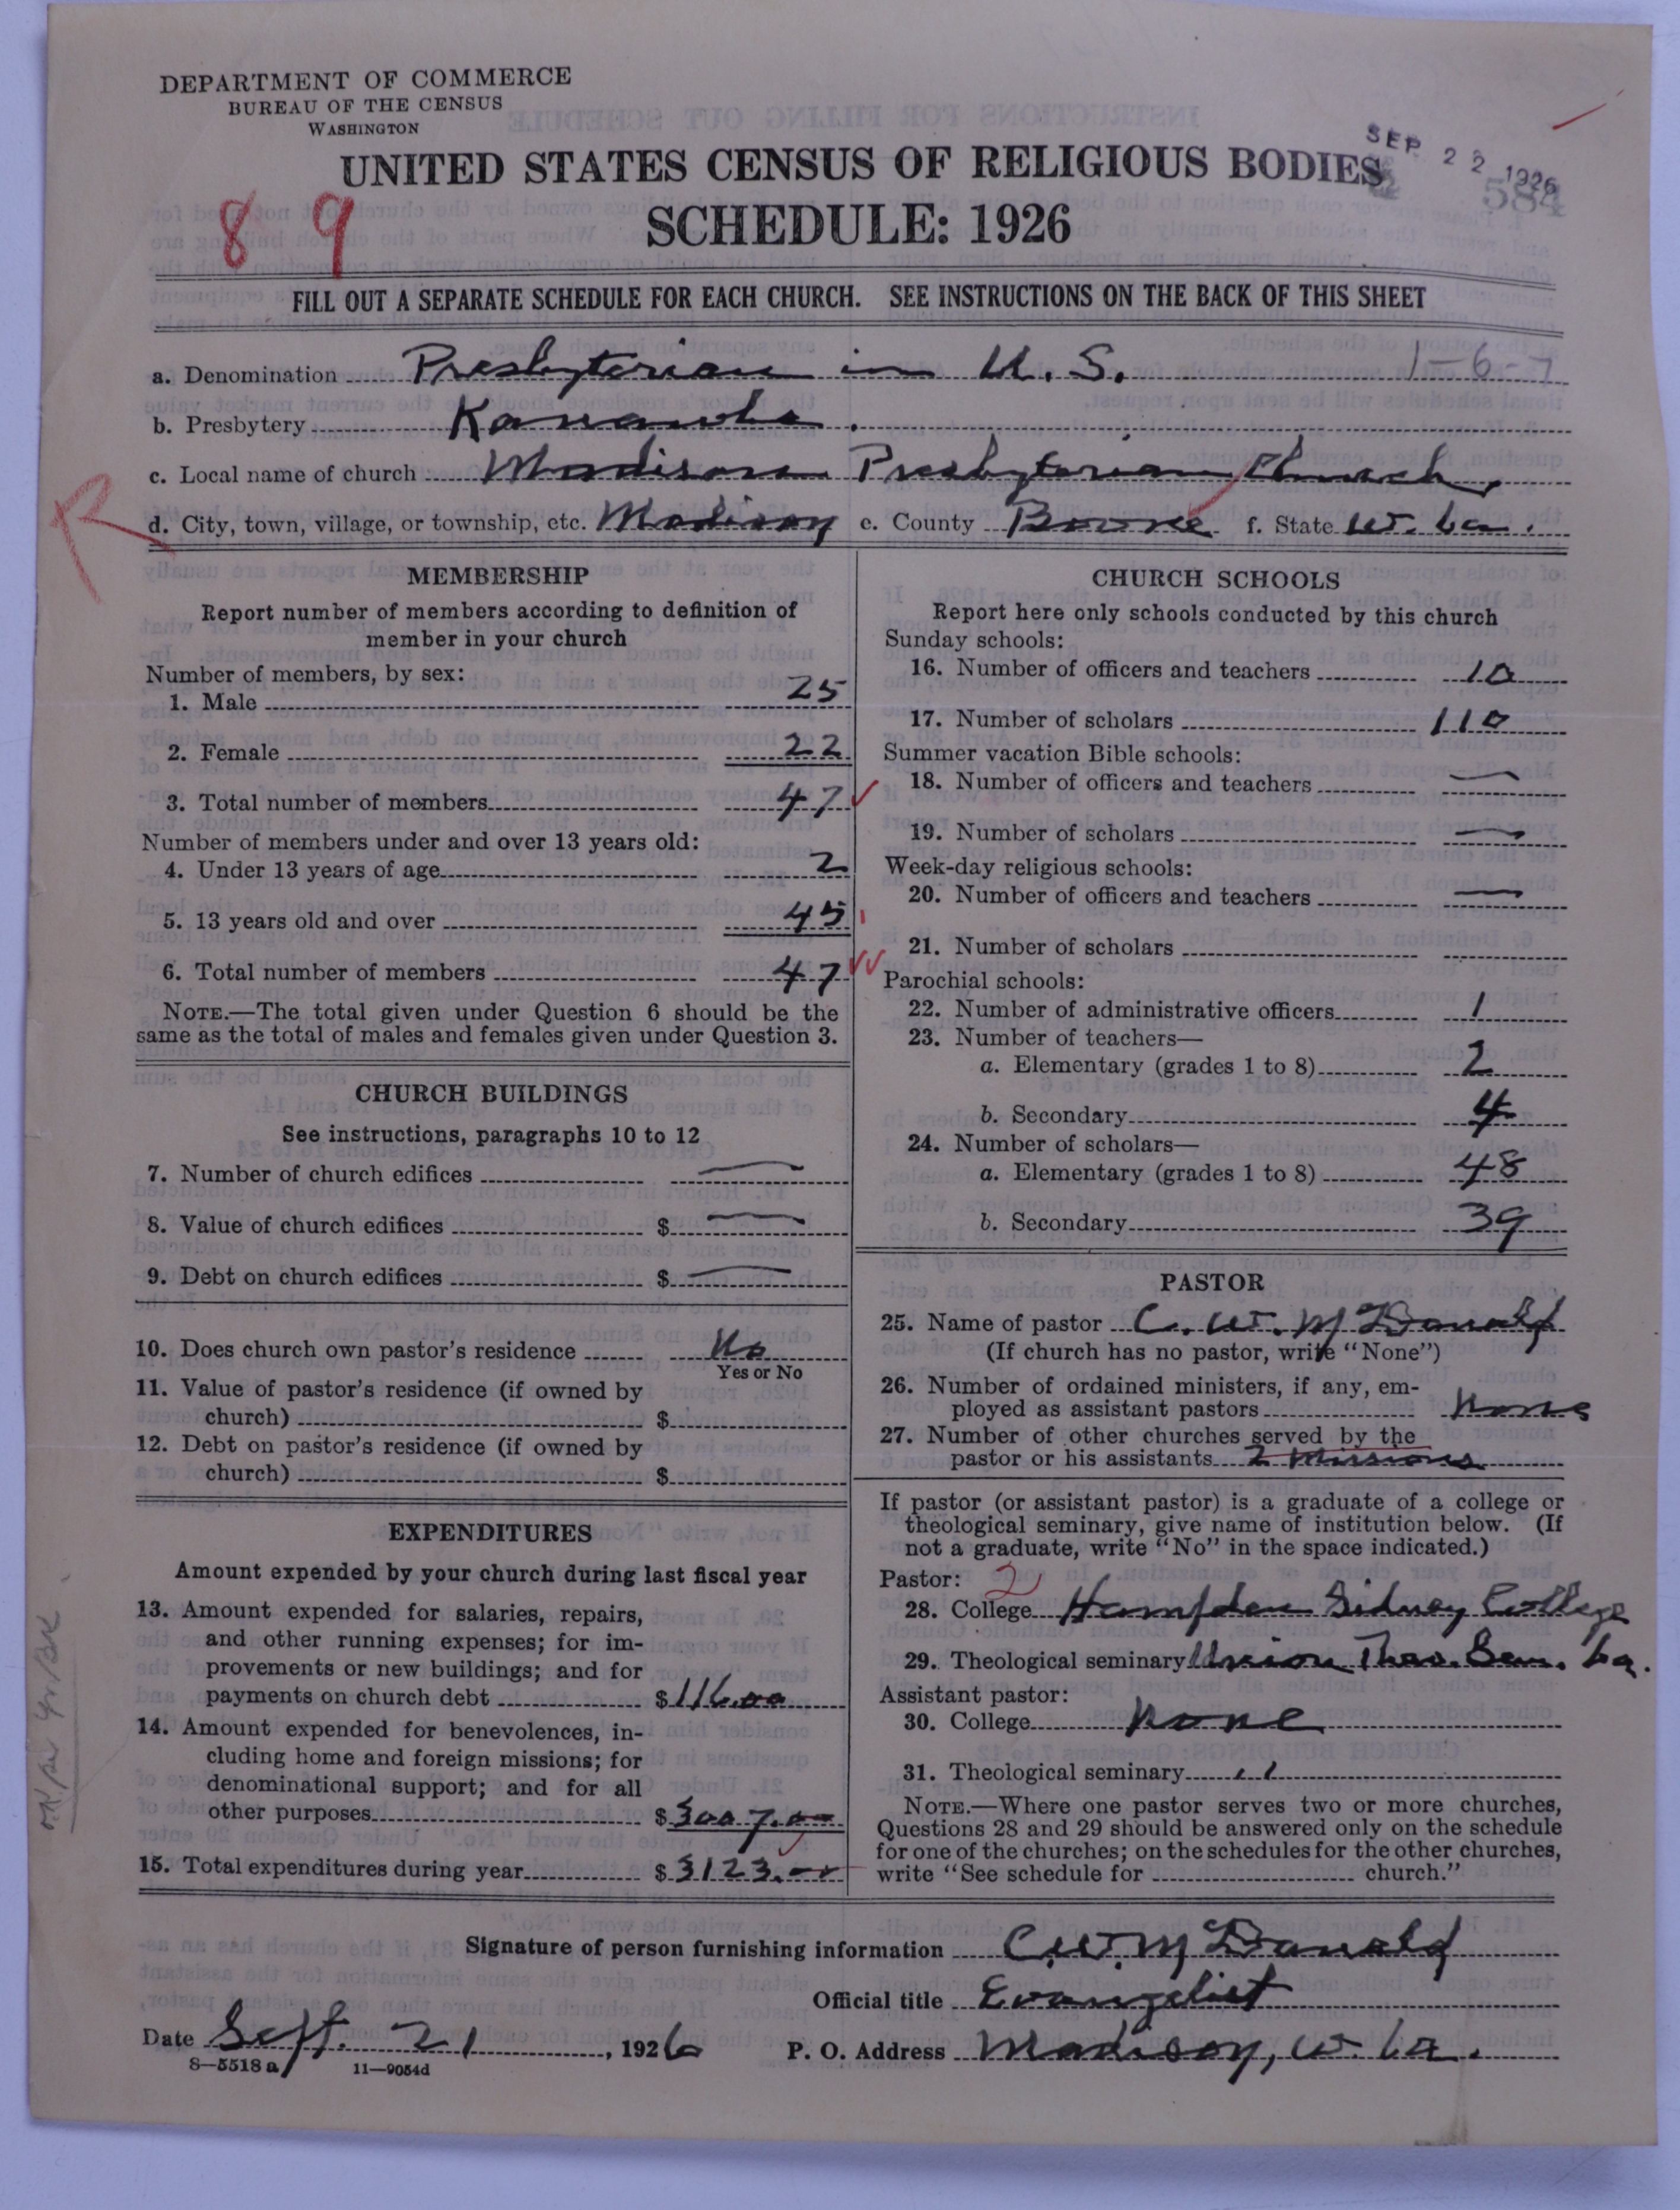 DEPARTMENT OF COMMERCE
BUREAU OF THE CENSUS
WASHINGTON
UNITED STATES CENSUS OF RELIGIOUS BODIES
SEP 22 1926
584
SCHEDULE: 1926
8 9
FILL OUT A SEPARATE SCHEDULE FOR EACH CHURCH. SEE INSTRUCTIONS ON THE BACK OF THIS SHEET
a. Denomination Presbyterian in U. S. 1-6-7
b. Presbytery Kanawha.
c. Local name of church Madison Presbyterian Church,
d. City, town, village, or township, etc. Madison e. County Boone f. State W. Va.
MEMBERSHIP
Report number of members according to definition of
member in your church
Number of members, by sex:
1. Male 25
2. Female 22
3. Total number of members 47
Number of members under and over 13 years old:
4. Under 13 years of age 2
5. 13 years old and over 45
6. Total number of members 47
NOTE.—The total given under Question 6 should be the
same as the total of males and females given under Question 3.
CHURCH BUILDINGS
See instructions, paragraphs 10 to 12
7. Number of church edifices —
8. Value of church edifices $ —
9. Debt on church edifices $ —
10. Does church own pastor's residence No
Yes or No
11. Value of pastor's residence (if owned by
church) $
12. Debt on pastor's residence (if owned by
church) $
EXPENDITURES
Amount expended by your church during last fiscal year
13. Amount expended for salaries, repairs,
and other running expenses; for im-
provements or new buildings; and for
payments on church debt $116.00
14. Amount expended for benevolences, in-
cluding home and foreign missions; for
denominational support; and for all
other purposes $3007.00
15. Total expenditures during year $3123.—
CHURCH SCHOOLS
Report here only schools conducted by this church
Sunday schools:
16. Number of officers and teachers 10
17. Number of scholars 110
Summer vacation Bible schools:
18. Number of officers and teachers —
19. Number of scholars —
Week-day religious schools:
20. Number of officers and teachers —
21. Number of scholars
Parochial schools:
22. Number of administrative officers 1
23. Number of teachers—
a. Elementary (grades 1 to 8) 2
b. Secondary 4
24. Number of scholars—
a. Elementary (grades 1 to 8) 48
b. Secondary 39
PASTOR
25. Name of pastor C. W. McDonald
(If church has no pastor, write "None")
26. Number of ordained ministers, if any, em-
ployed as assistant pastors None
27. Number of other churches served by the
pastor or his assistants 2 Missions
If pastor (or assistant pastor) is a graduate of a college or
theological seminary, give name of institution below. (If
not a graduate, write "No" in the space indicated.)
Pastor: 2
28. College Hampden Sidney College
29. Theological seminary Union Theo. Sem. Va.
Assistant pastor:
30. College None
31. Theological seminary "
NOTE.—Where one pastor serves two or more churches,
Questions 28 and 29 should be answered only on the schedule
for one of the churches; on the schedules for the other churches,
write "See schedule for church."
Signature of person furnishing information C. W. McDonald
Official title Evangelist
Date Sept. 21, 1926 P. O. Address Madison, W. Va.
8—5518a 11—9054d